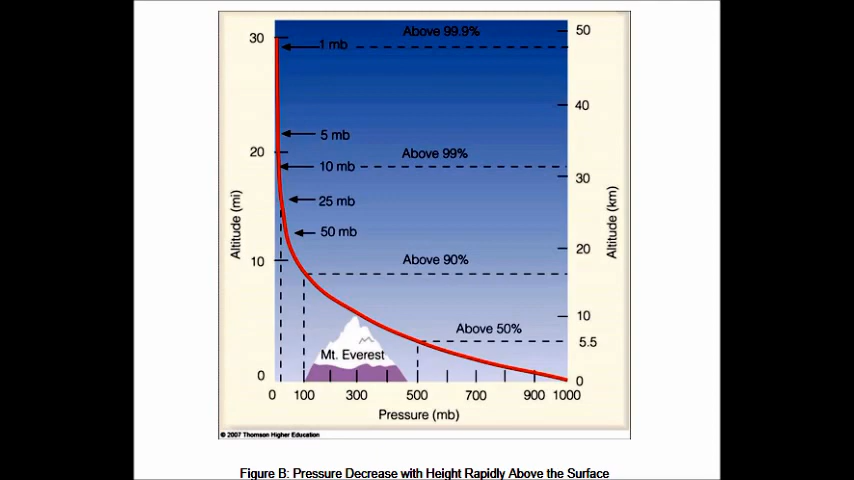 Above 99.9%
30
50
1 mb
40
5 mb
20
Above 99%
10 mb
30
25 mb
Altitude (mi)
Altitude (km)
50 mb
20
10
Above 90%
10
Above 50%
5.5
Mt. Everest
0
0
0 100 300 500 700 900 1000
Pressure (mb)
© 2007 Thomson Higher Education
Figure B: Pressure Decrease with Height Rapidly Above the Surface